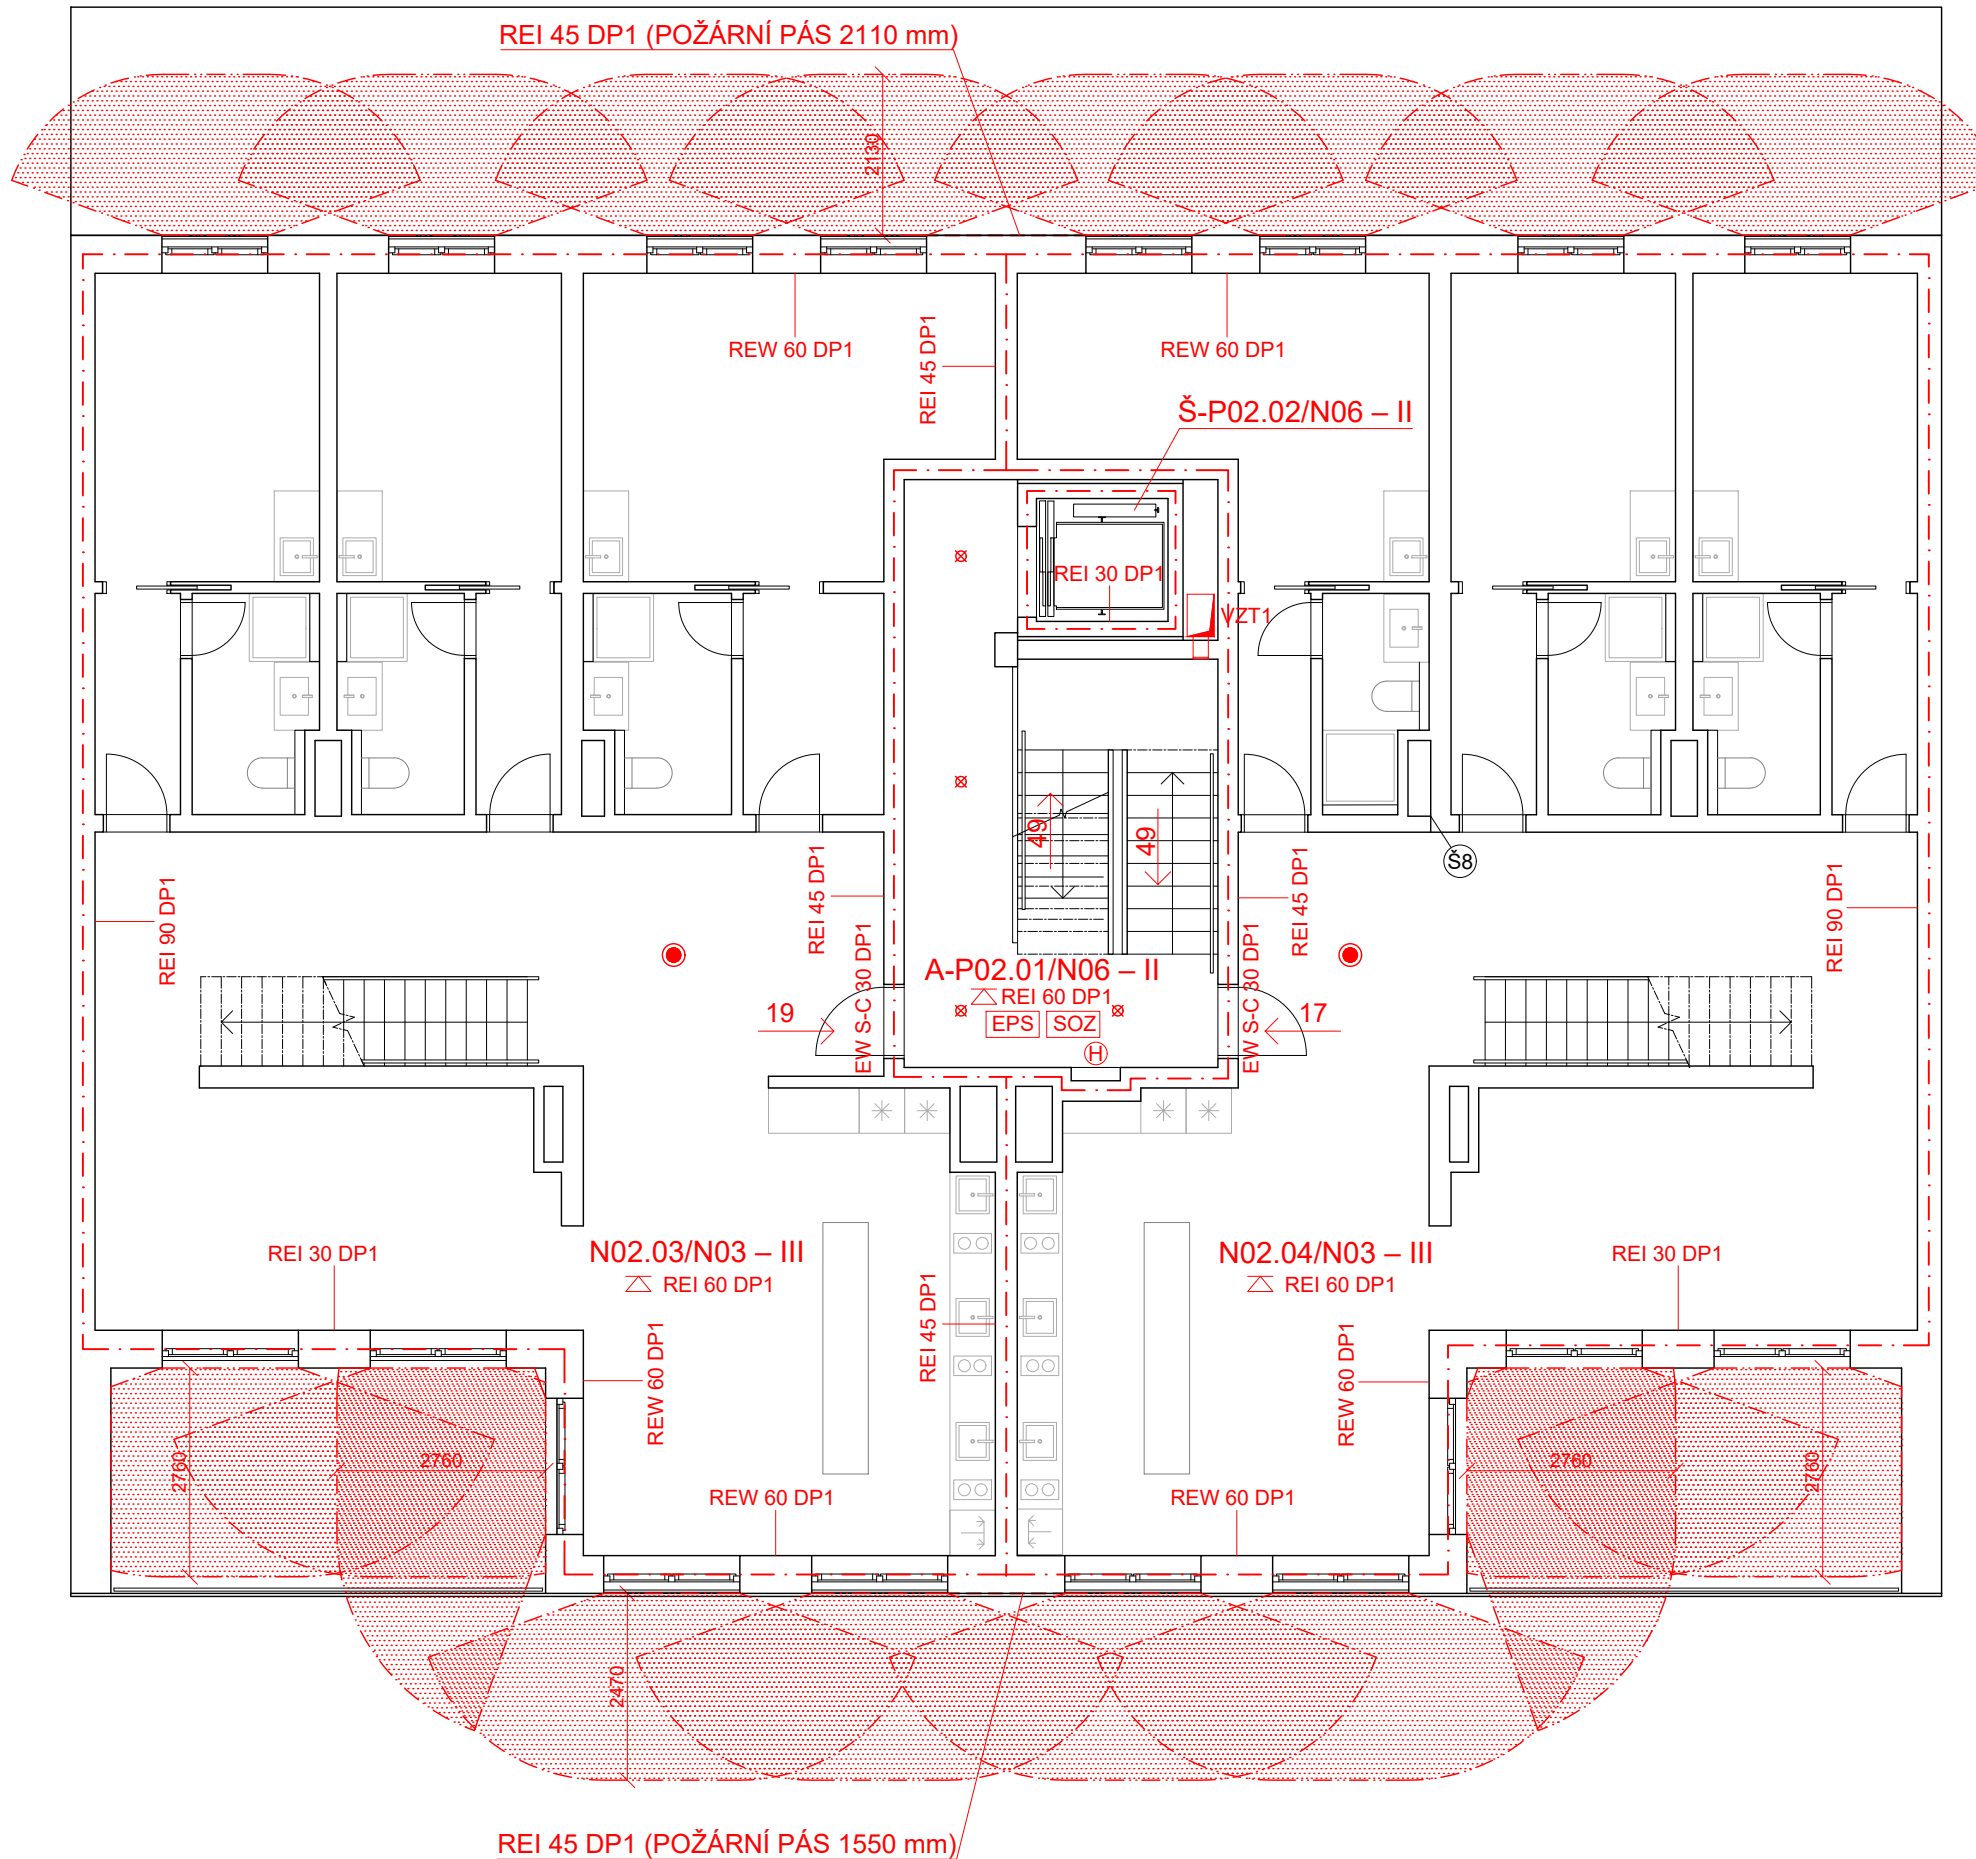 REI 45 DP1 (POŽÁRNÍ PÁS 2110 mm)
2130
REW 60 DP1
REI 45 DP1
REW 60 DP1
Š-P02.02/N06 – II
REI 30 DP1
VZT1
49
49
Š8
REI 90 DP1
REI 45 DP1
REI 45 DP1
REI 90 DP1
EW S-C 30 DP1
A-P02.01/N06 – II
REI 60 DP1
EPS
SOZ
H
EW S-C 30 DP1
19
17
REI 30 DP1
N02.03/N03 – III
REI 60 DP1
REI 45 DP1
N02.04/N03 – III
REI 60 DP1
REI 30 DP1
REW 60 DP1
REW 60 DP1
2760
2760
REW 60 DP1
REW 60 DP1
2760
2760
2470
REI 45 DP1 (POŽÁRNÍ PÁS 1550 mm)